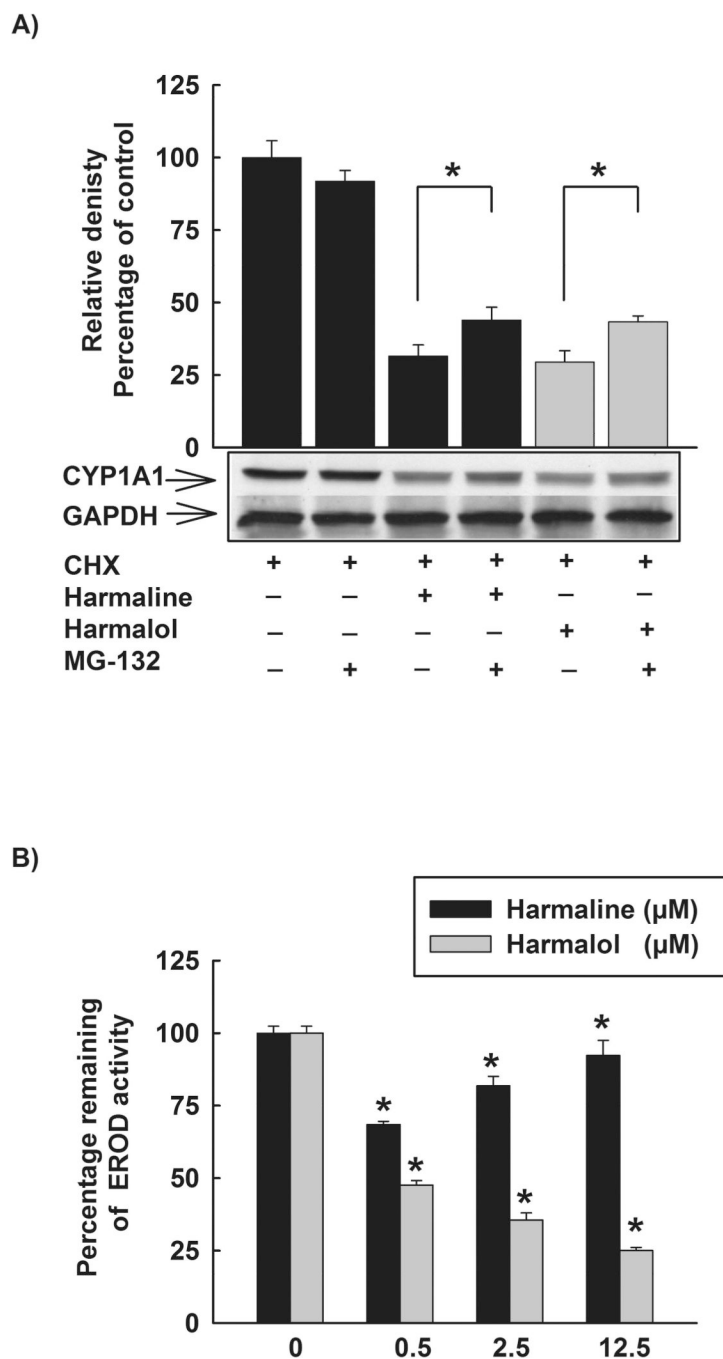 A)
Relative denisty
Percentage of control
125
100
75
50
25
0
* *
CYP1A1
GAPDH
CHX + + + + + +
Harmaline – – + + – –
Harmalol – – – – + +
MG-132 – + – + – +
B)
Harmaline (µM)
Harmalol (µM)
Percentage remaining
of EROD activity
125
100
75
50
25
0
* * * * * *
0 0.5 2.5 12.5